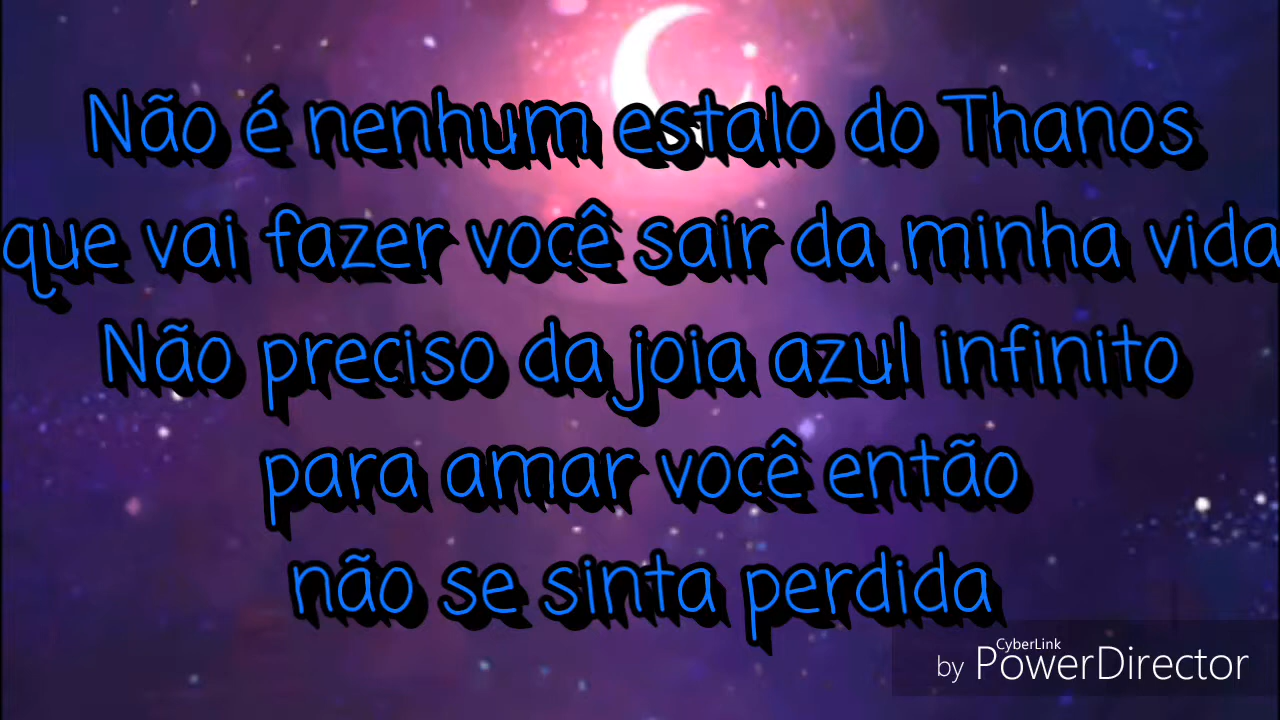 Não é nenhum estalo do Thanos
que vai fazer você sair da minha vida
Não preciso da joia azul infinito
para amar você então
não se sinta perdida
CyberLink
by PowerDirector